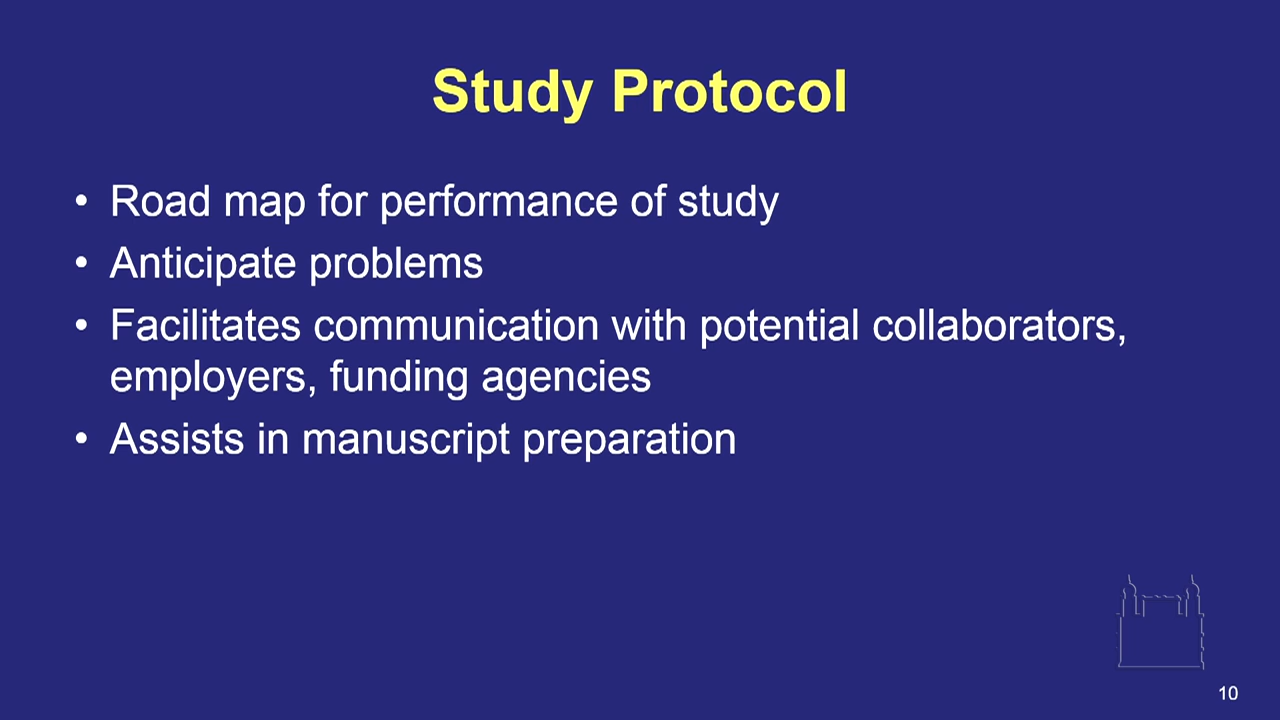 Study Protocol
• Road map for performance of study
• Anticipate problems
• Facilitates communication with potential collaborators,
employers, funding agencies
• Assists in manuscript preparation
10